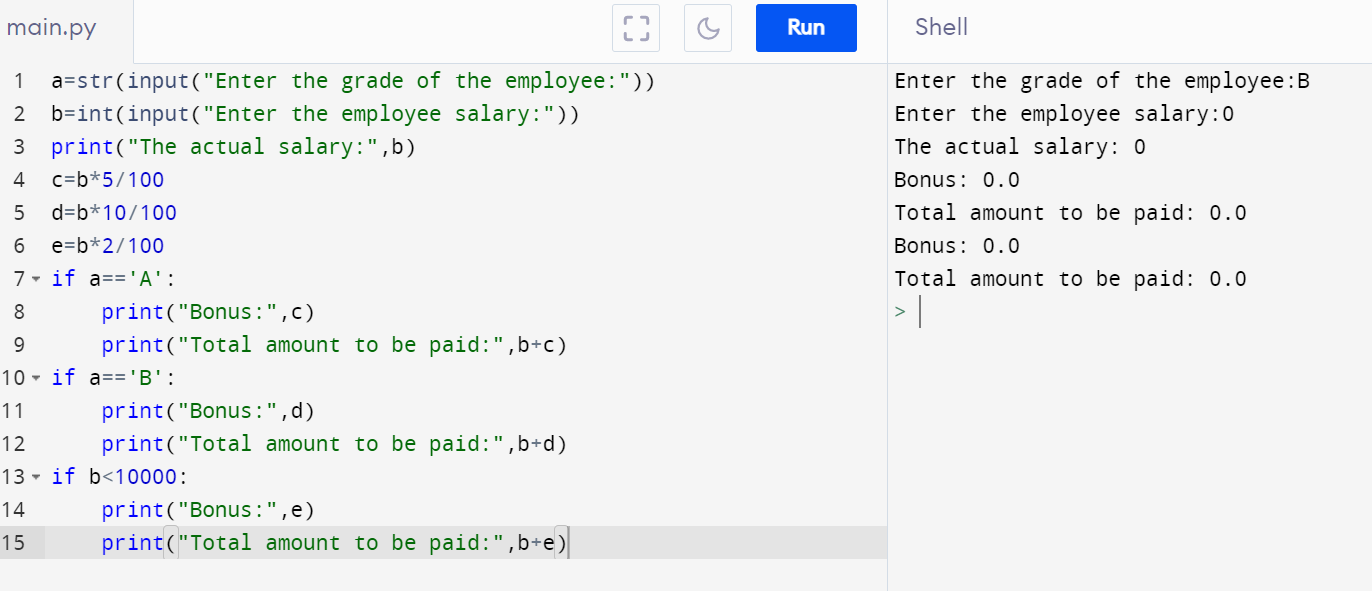 main.py
Run
Shell
1 a=str(input("Enter the grade of the employee:"))
2 b=int(input("Enter the employee salary:"))
3 print("The actual salary:",b)
4 c=b*5/100
5 d=b*10/100
6 e=b*2/100
7 if a=='A':
8     print("Bonus:",c)
9     print("Total amount to be paid:",b+c)
10 if a=='B':
11     print("Bonus:",d)
12     print("Total amount to be paid:",b+d)
13 if b<10000:
14     print("Bonus:",e)
15     print("Total amount to be paid:",b+e)
Enter the grade of the employee:B
Enter the employee salary:0
The actual salary: 0
Bonus: 0.0
Total amount to be paid: 0.0
Bonus: 0.0
Total amount to be paid: 0.0
>